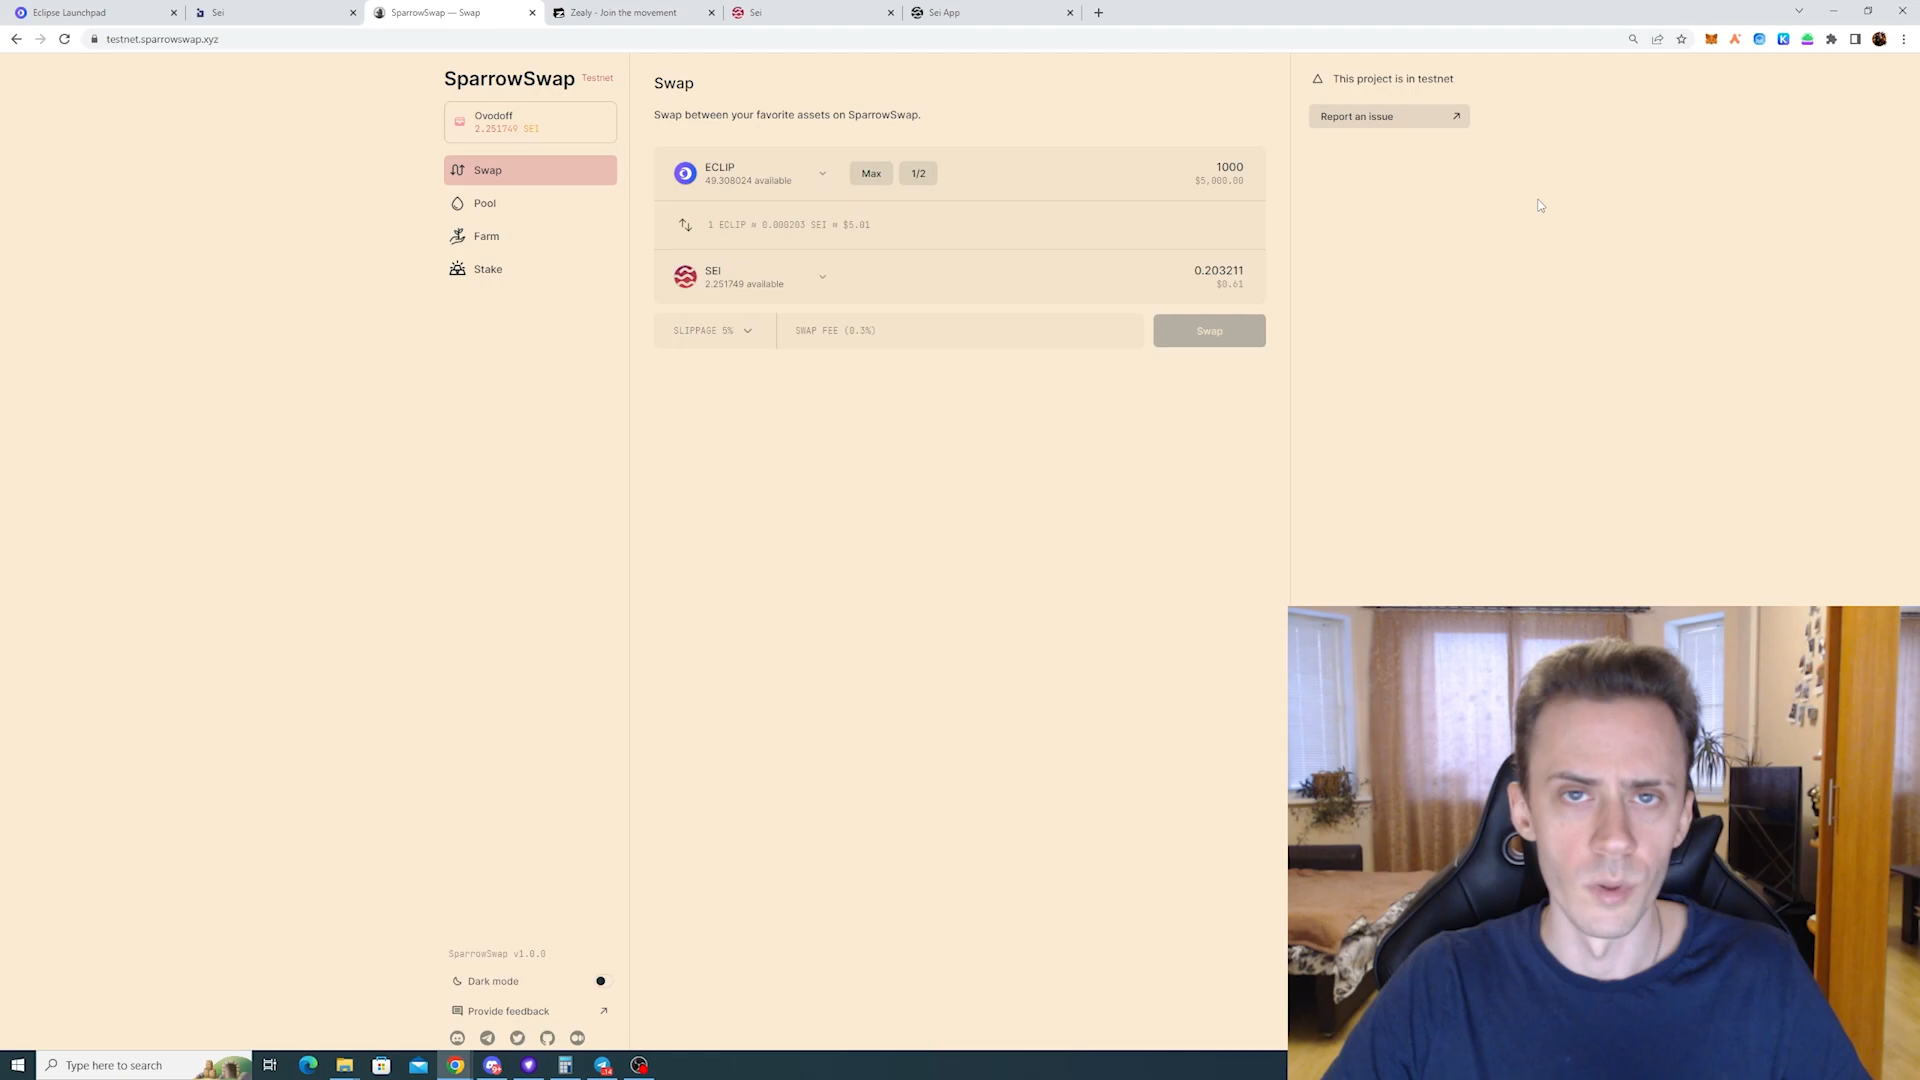 Eclipse Launchpad
Sei
SparrowSwap — Swap
Zealy - Join the movement
Sei
Sei App
testnet.sparrowswap.xyz
SparrowSwap Testnet
Ovodoff
2.251749 SEI
Swap
Pool
Farm
Stake
Swap
Swap between your favorite assets on SparrowSwap.
ECLIP
49.308024 available
Max
1/2
1000
$5,000.00
1 ECLIP ≈ 0.000203 SEI ≈ $5.01
SEI
2.251749 available
0.203211
$0.61
SLIPPAGE 5%
SWAP FEE (0.3%)
Swap
This project is in testnet
Report an issue
SparrowSwap v1.0.0
Dark mode
Provide feedback
Type here to search